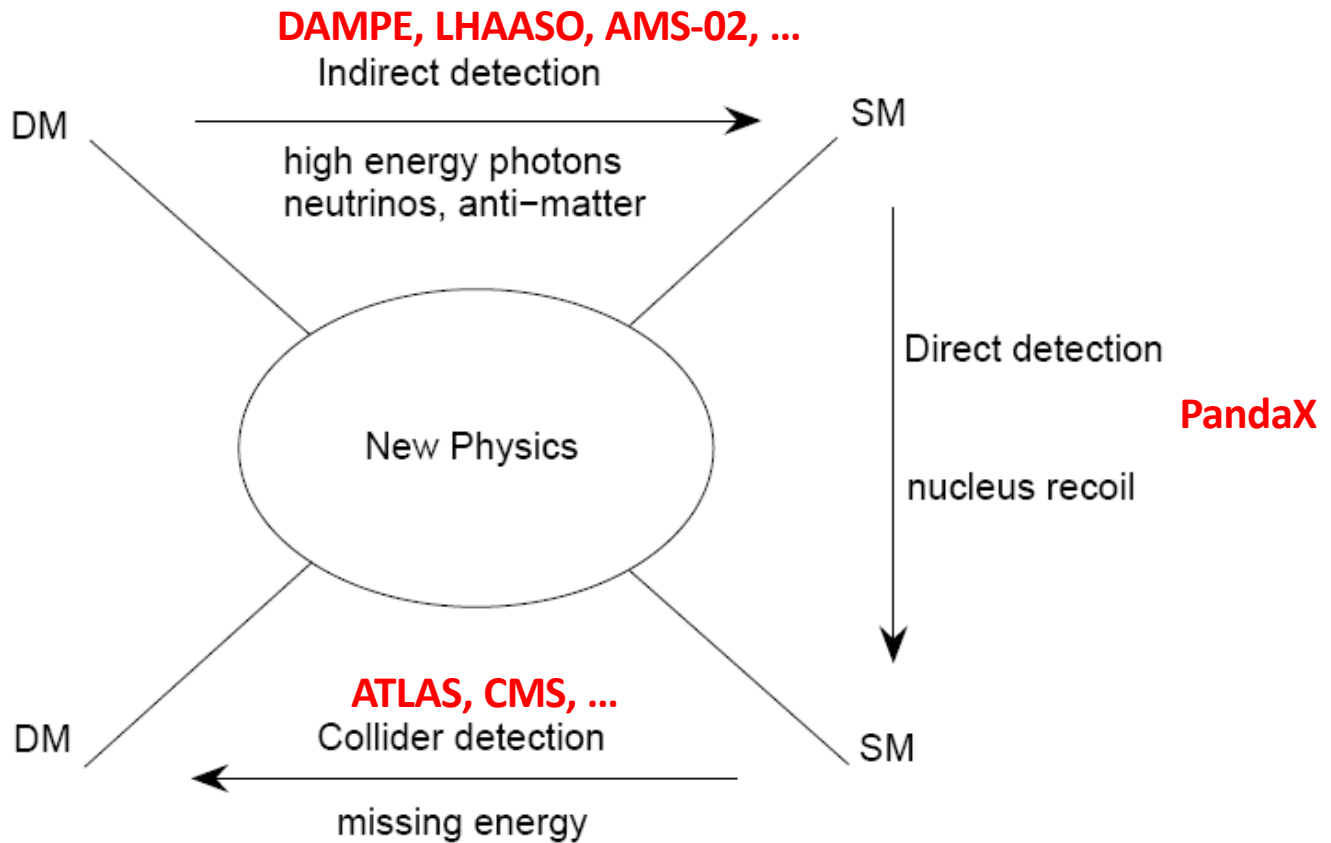 DAMPE, LHAASO, AMS-02, ...
Indirect detection
DM
SM
high energy photons
neutrinos, anti−matter
Direct detection
PandaX
New Physics
nucleus recoil
ATLAS, CMS, ...
DM
Collider detection
SM
missing energy